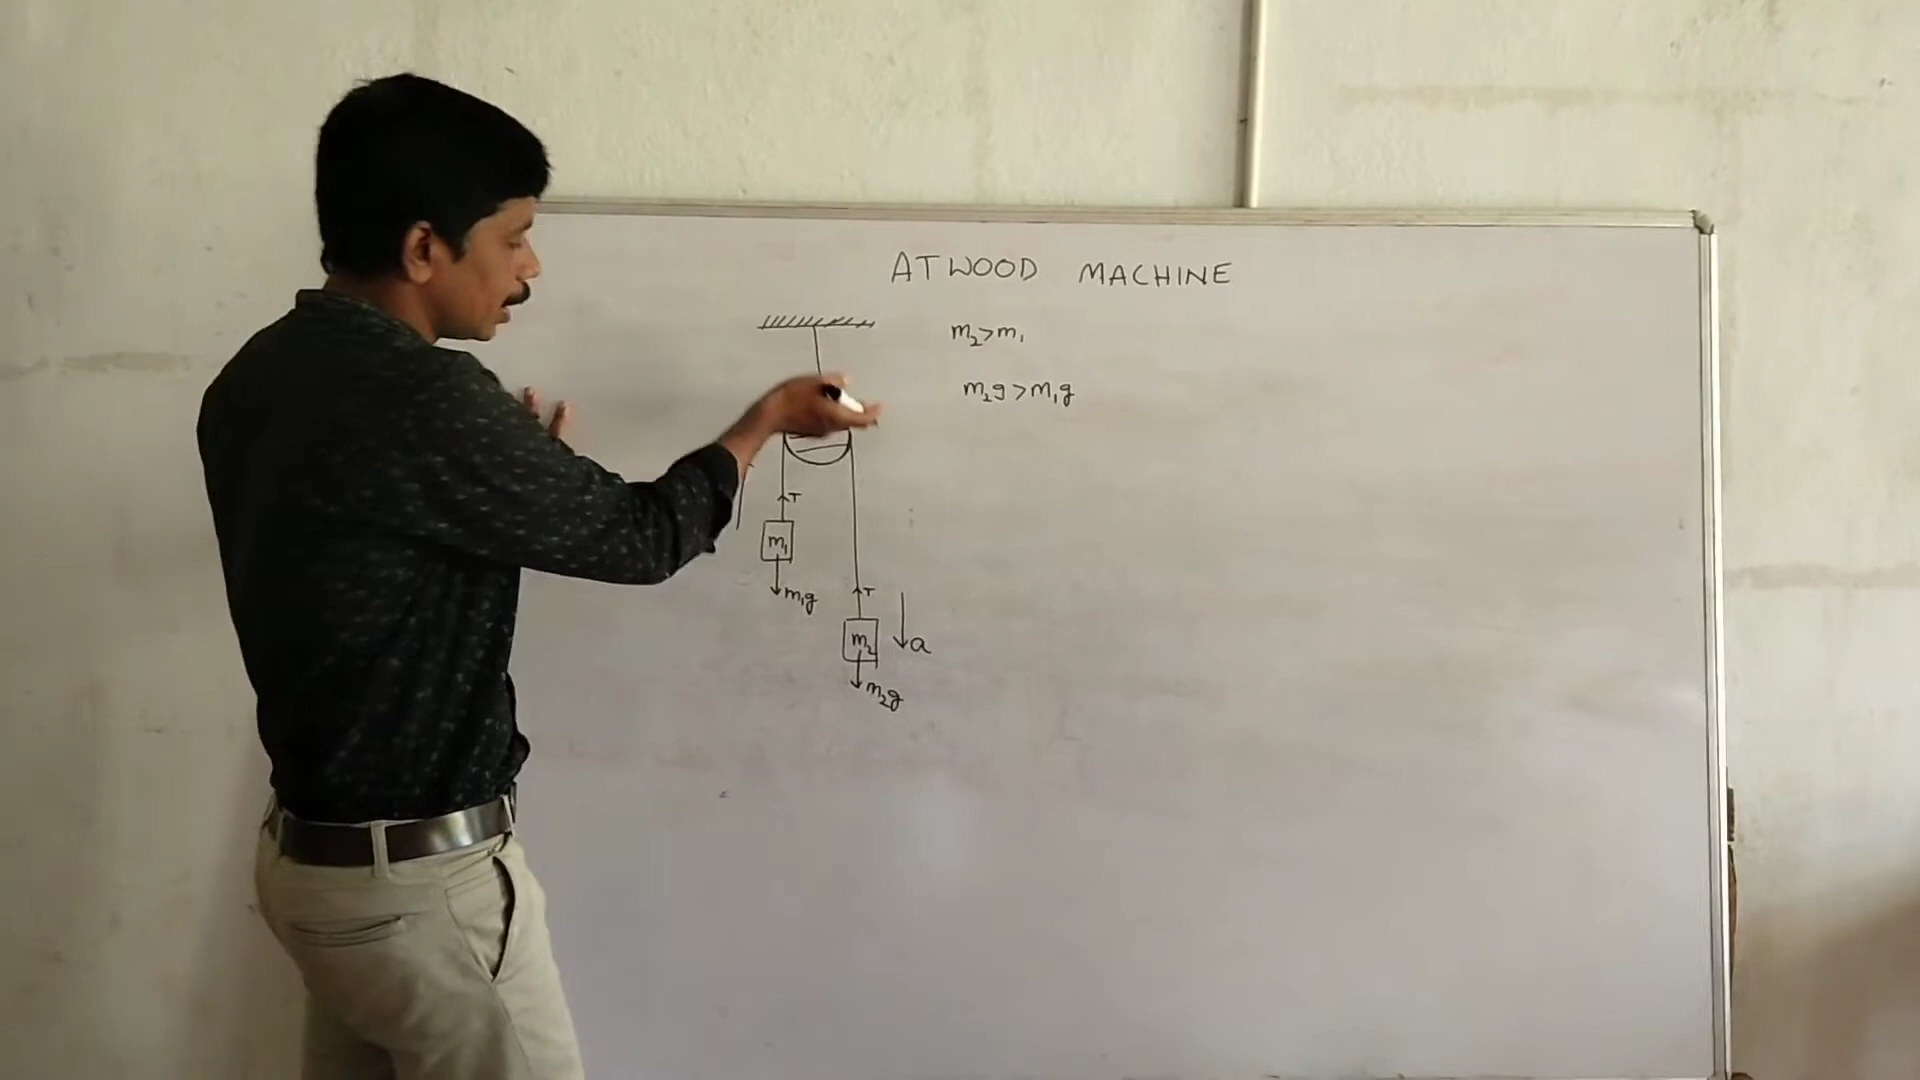 ATWOOD MACHINE
m₂>m₁
m₂g>m₁g
T
m₁
m₁g
T
m₂
a
m₂g